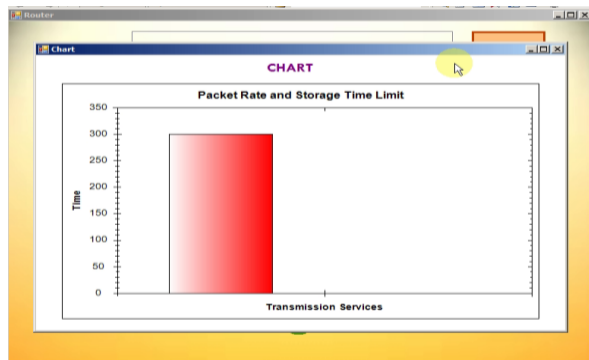 Router
Chart
CHART
Packet Rate and Storage Time Limit
350
300
250
200
150
100
50
0
Time
Transmission Services